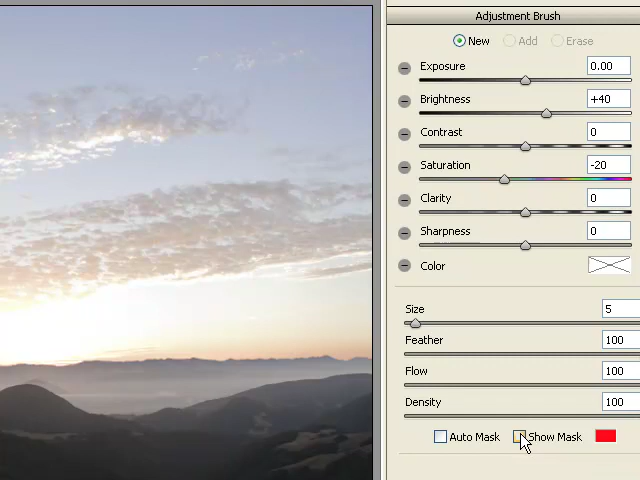 Adjustment Brush
New Add Erase
Exposure 0.00
Brightness +40
Contrast 0
Saturation -20
Clarity 0
Sharpness 0
Color
Size 5
Feather 100
Flow 100
Density 100
Auto Mask Show Mask